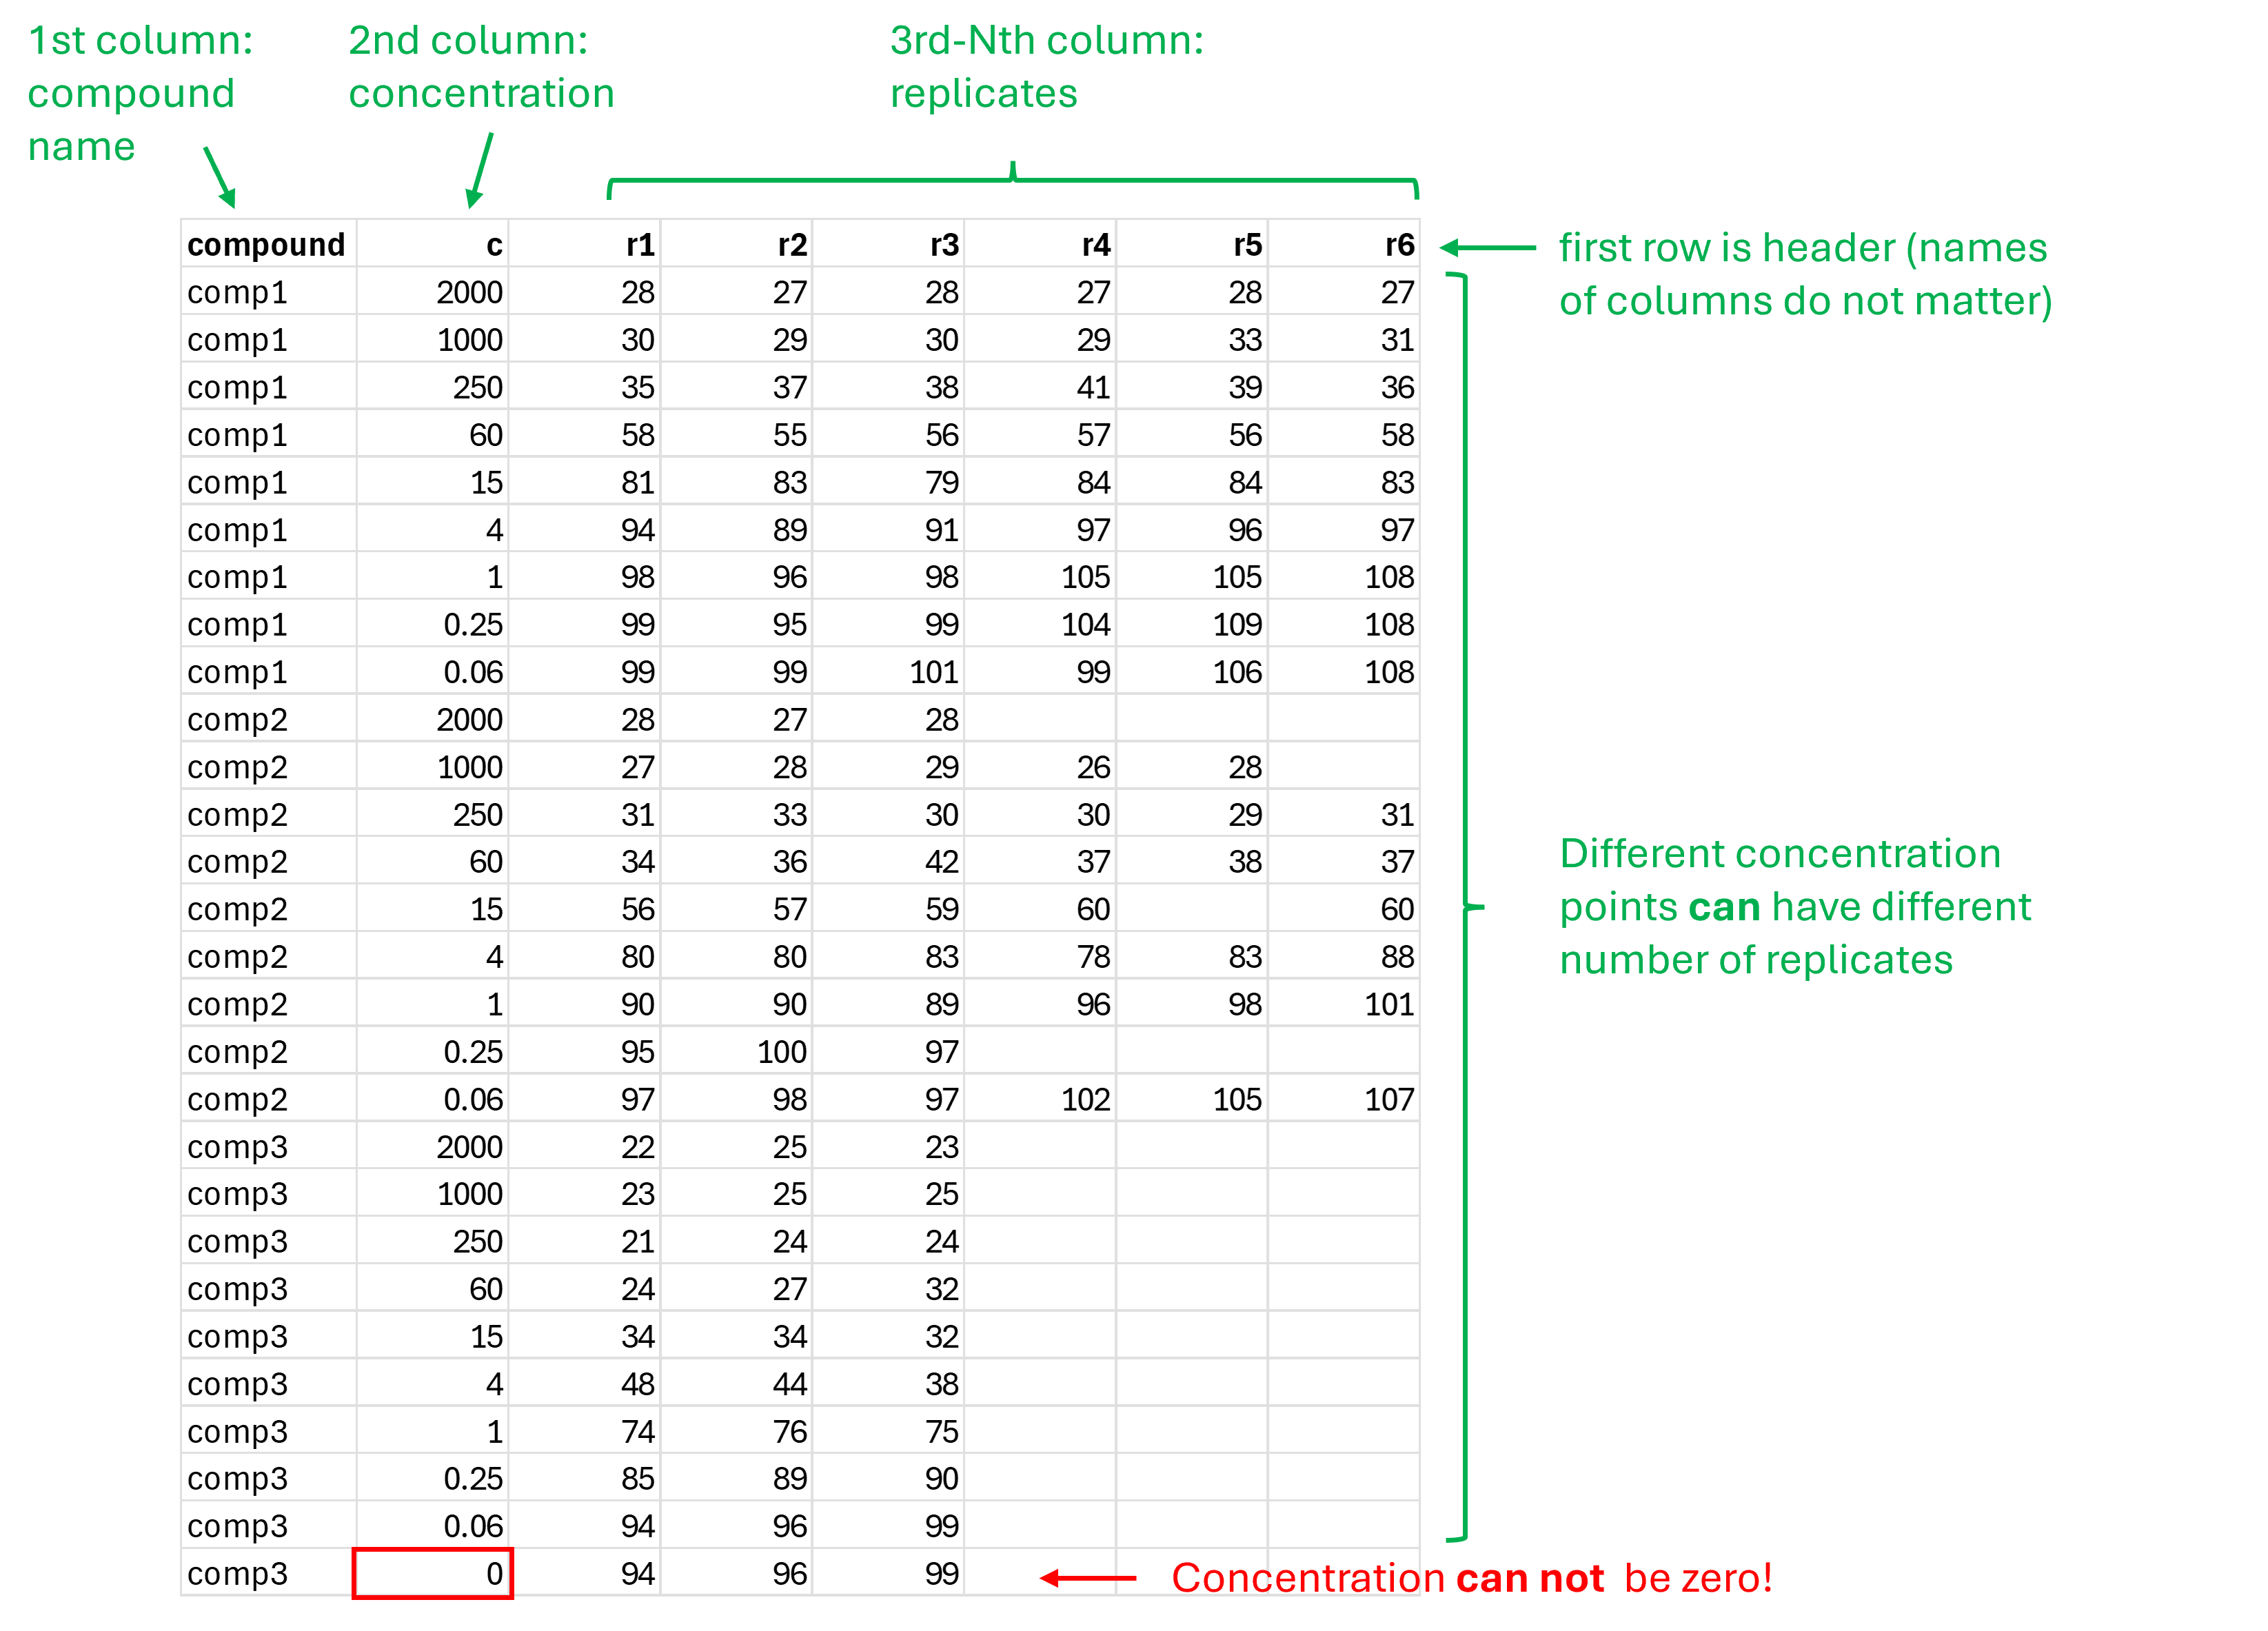 1st column:
compound
name
2nd column:
concentration
3rd-Nth column:
replicates
compound c r1 r2 r3 r4 r5 r6
first row is header (names
of columns do not matter)
comp1 2000 28 27 28 27 28 27
comp1 1000 30 29 30 29 33 31
comp1 250 35 37 38 41 39 36
comp1 60 58 55 56 57 56 58
comp1 15 81 83 79 84 84 83
comp1 4 94 89 91 97 96 97
comp1 1 98 96 98 105 105 108
comp1 0.25 99 95 99 104 109 108
comp1 0.06 99 99 101 99 106 108
comp2 2000 28 27 28
comp2 1000 27 28 29 26 28
comp2 250 31 33 30 30 29 31
comp2 60 34 36 42 37 38 37
comp2 15 56 57 59 60 60
comp2 4 80 80 83 78 83 88
comp2 1 90 90 89 96 98 101
comp2 0.25 95 100 97
comp2 0.06 97 98 97 102 105 107
comp3 2000 22 25 23
comp3 1000 23 25 25
comp3 250 21 24 24
comp3 60 24 27 32
comp3 15 34 34 32
comp3 4 48 44 38
comp3 1 74 76 75
comp3 0.25 85 89 90
comp3 0.06 94 96 99
comp3 0 94 96 99
Different concentration
points can have different
number of replicates
Concentration can not be zero!